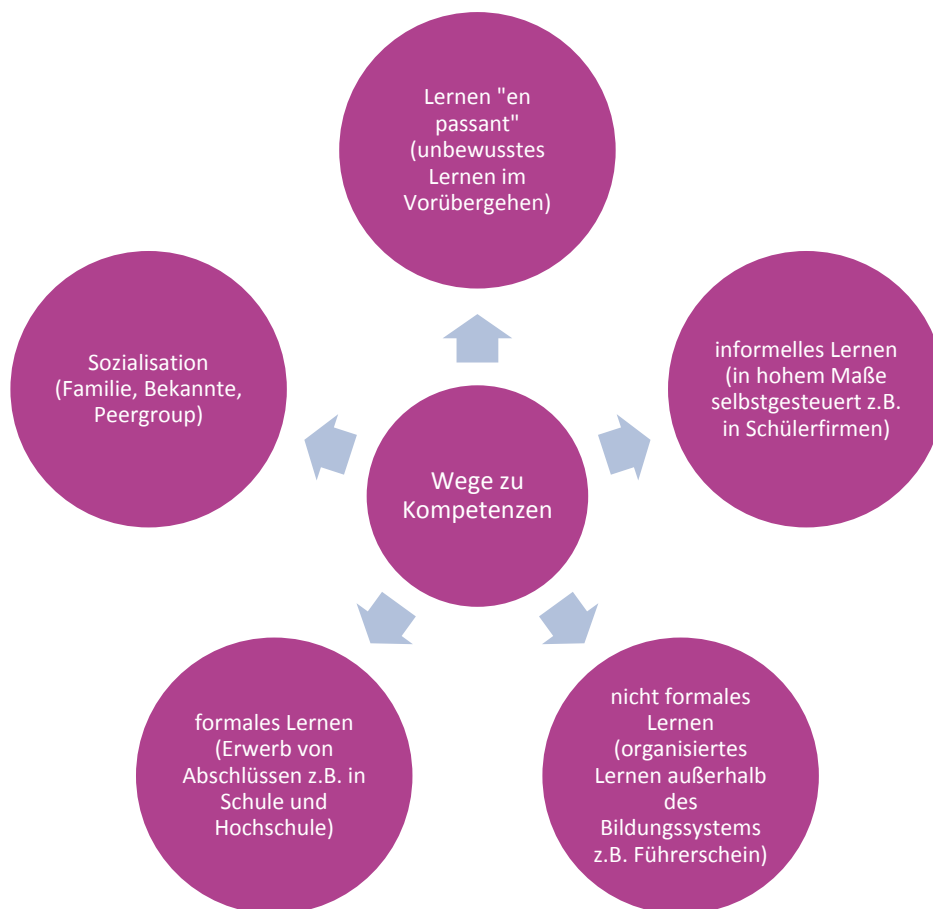 Lernen "en
passant"
(unbewusstes
Lernen im
Vorübergehen)
informelles Lernen
(in hohem Maße
selbstgesteuert z.B.
in Schülerfirmen)
nicht formales
Lernen
(organisiertes
Lernen außerhalb
des
Bildungssystems
z.B. Führerschein)
formales Lernen
(Erwerb von
Abschlüssen z.B. in
Schule und
Hochschule)
Sozialisation
(Familie, Bekannte,
Peergroup)
Wege zu
Kompetenzen